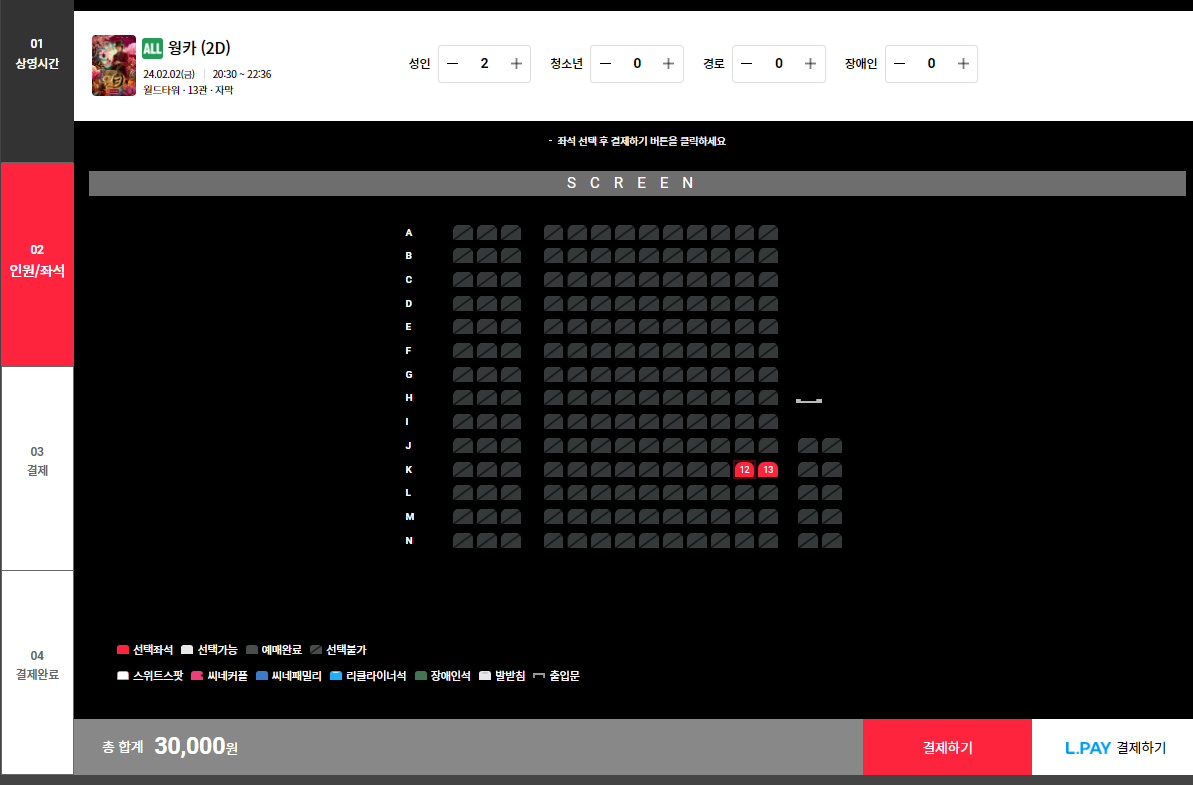 01
상영시간
02
인원/좌석
03
결제
04
결제완료
ALL 웡카 (2D)
24.02.02(금) 20:30 ~ 22:36
월드타워 · 13관 · 자막
성인 — 2 +
청소년 — 0 +
경로 — 0 +
장애인 — 0 +
- 좌석 선택 후 결제하기 버튼을 클릭하세요
SCREEN
A
B
C
D
E
F
G
H
I
J
K 12 13
L
M
N
선택좌석 선택가능 예매완료 선택불가
스위트스팟 씨네커플 씨네패밀리 리클라이너석 장애인석 발받침 출입문
총 합계 30,000원
결제하기
L.PAY 결제하기